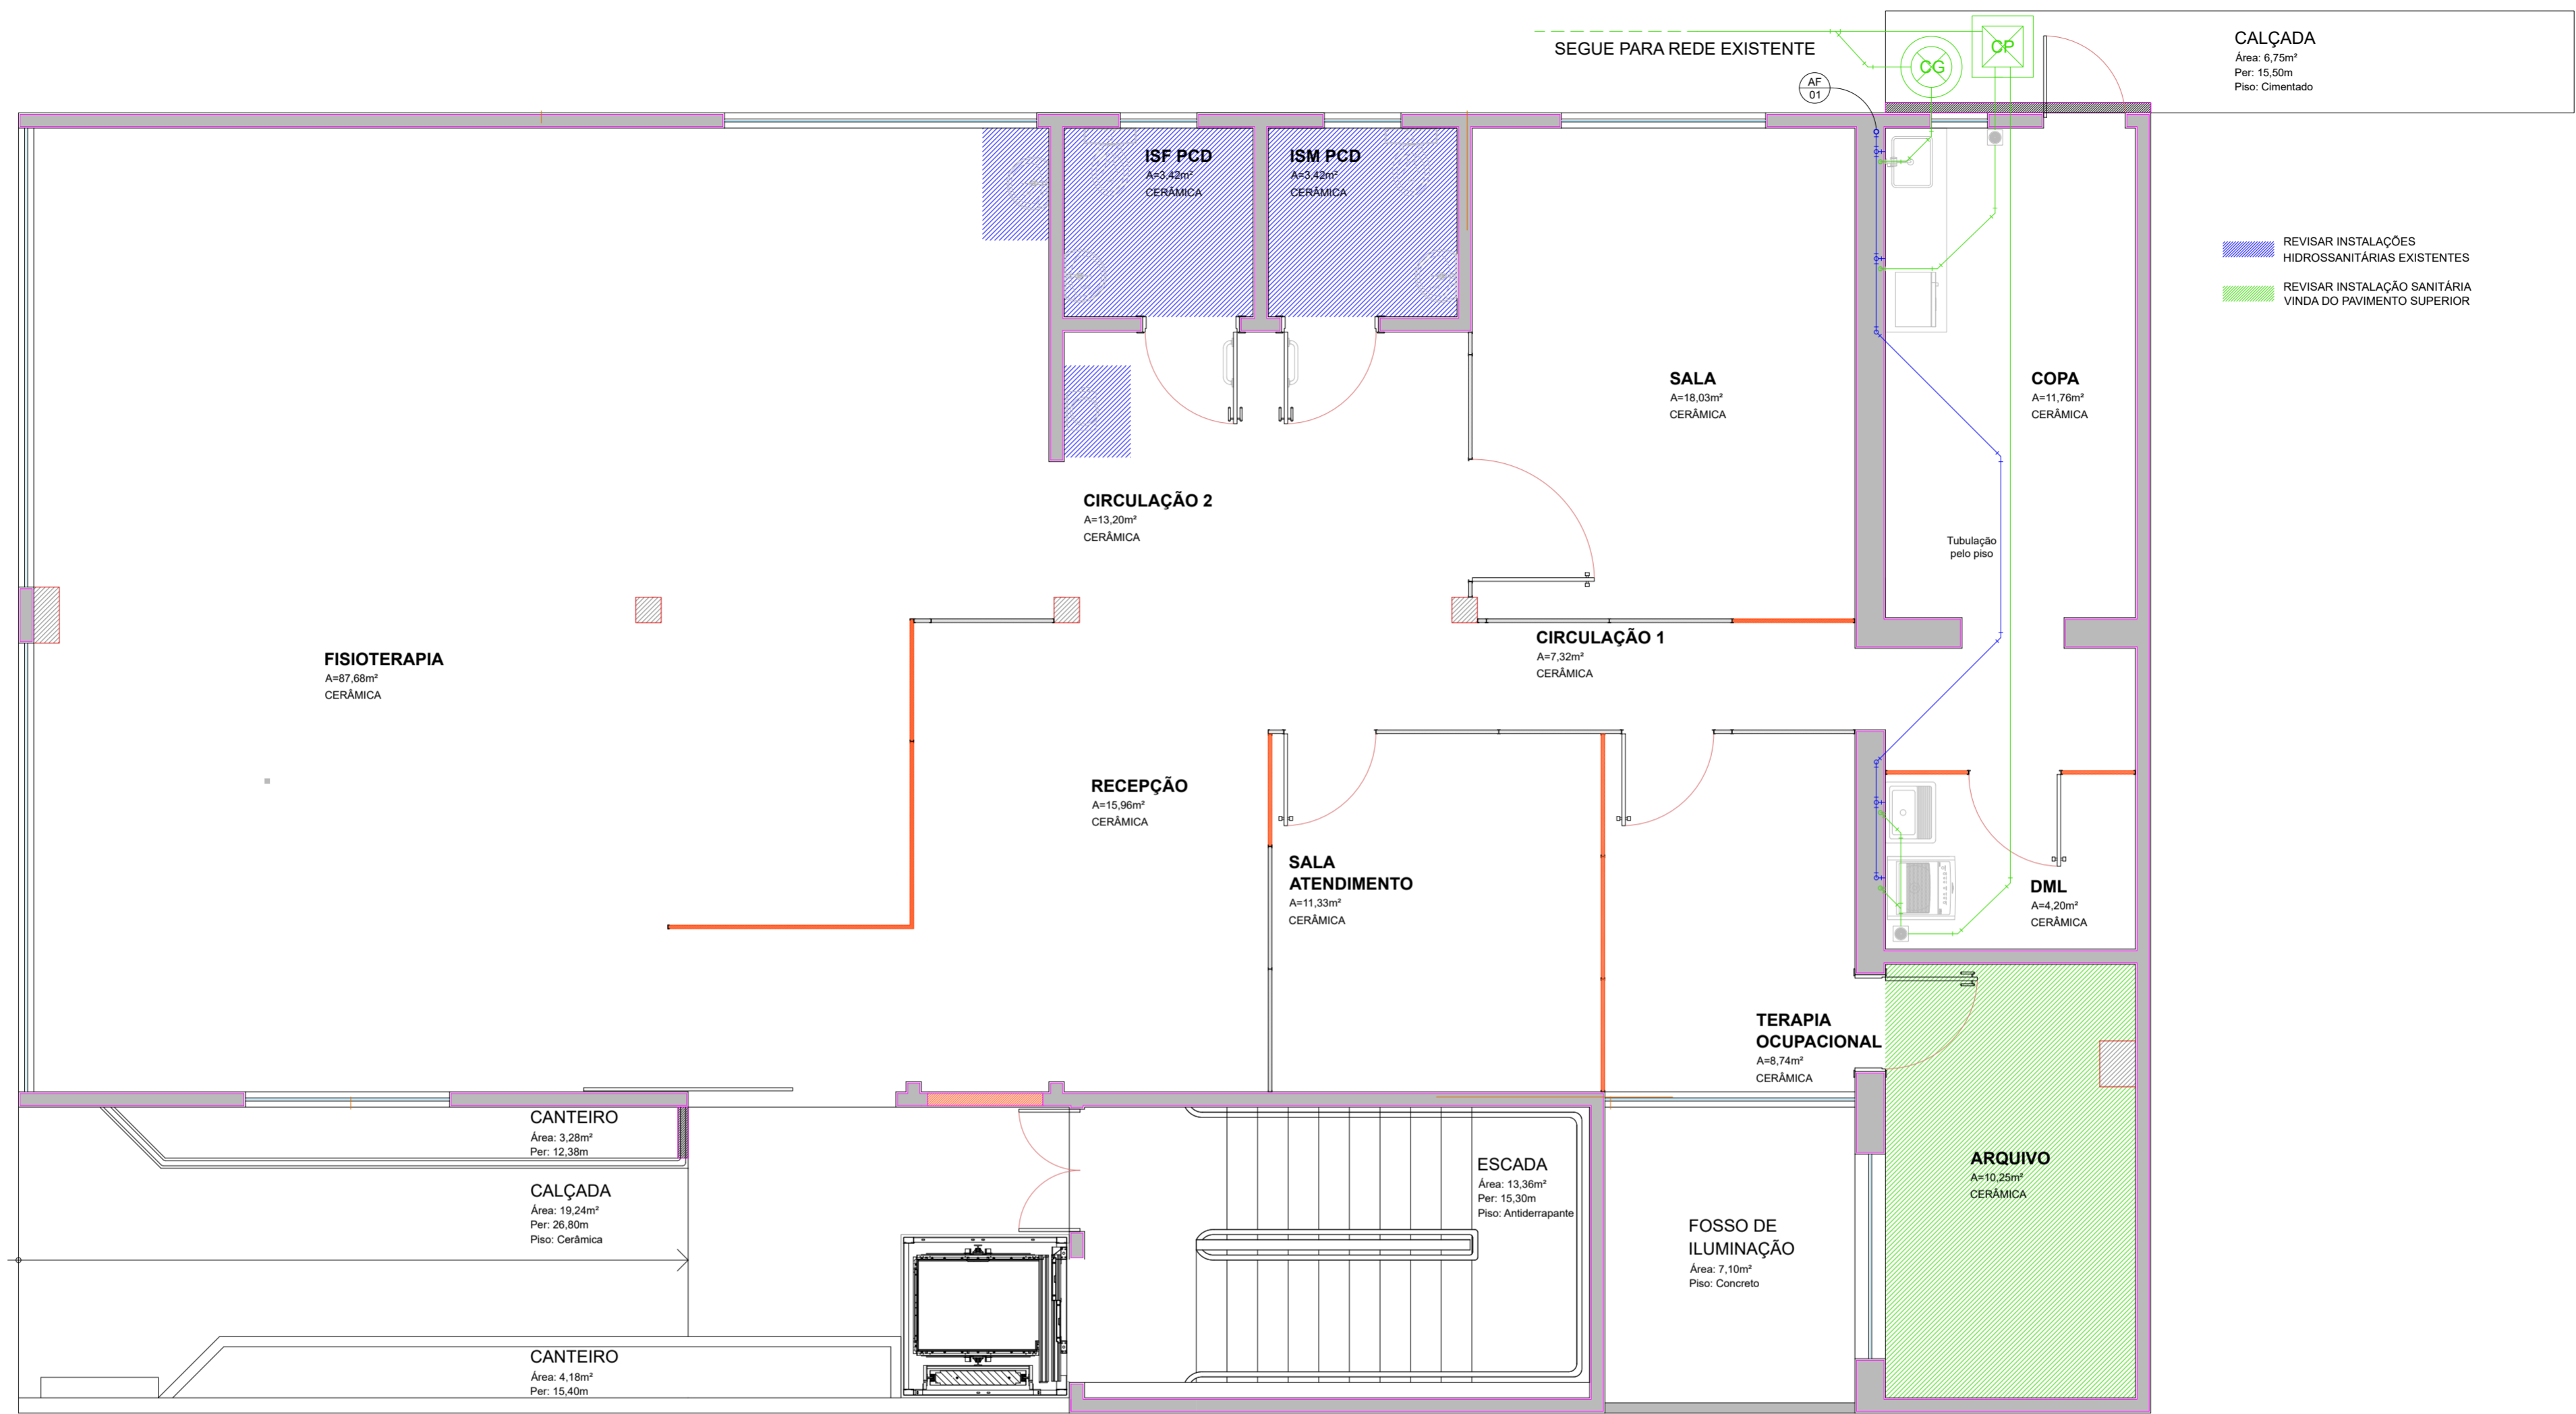 SEGUE PARA REDE EXISTENTE
CG
CP
AF
01
CALÇADA
Área: 6,75m²
Per: 15,50m
Piso: Cimentado
ISF PCD
A=3,42m²
CERÂMICA
ISM PCD
A=3,42m²
CERÂMICA
REVISAR INSTALAÇÕES
HIDROSSANITÁRIAS EXISTENTES
REVISAR INSTALAÇÃO SANITÁRIA
VINDA DO PAVIMENTO SUPERIOR
SALA
A=18,03m²
CERÂMICA
COPA
A=11,76m²
CERÂMICA
CIRCULAÇÃO 2
A=13,20m²
CERÂMICA
Tubulação
pelo piso
FISIOTERAPIA
A=87,68m²
CERÂMICA
CIRCULAÇÃO 1
A=7,32m²
CERÂMICA
RECEPÇÃO
A=15,96m²
CERÂMICA
SALA
ATENDIMENTO
A=11,33m²
CERÂMICA
DML
A=4,20m²
CERÂMICA
TERAPIA
OCUPACIONAL
A=8,74m²
CERÂMICA
CANTEIRO
Área: 3,28m²
Per: 12,38m
CALÇADA
Área: 19,24m²
Per: 26,80m
Piso: Cerâmica
ESCADA
Área: 13,36m²
Per: 15,30m
Piso: Antiderrapante
ARQUIVO
A=10,25m²
CERÂMICA
FOSSO DE
ILUMINAÇÃO
Área: 7,10m²
Piso: Concreto
CANTEIRO
Área: 4,18m²
Per: 15,40m